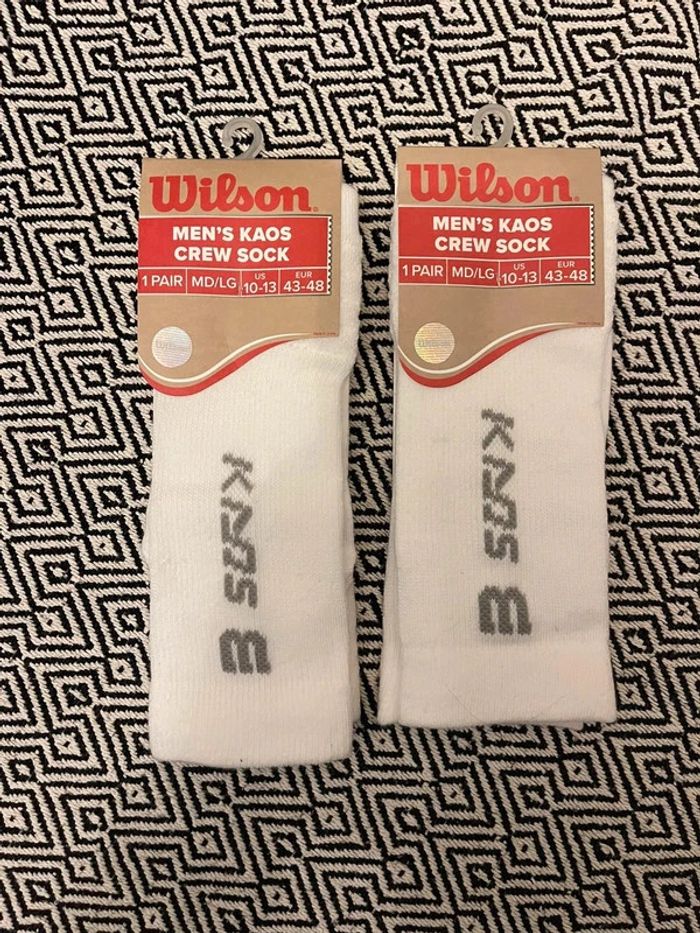 Wilson
MEN'S KAOS
CREW SOCK
1 PAIR MD/LG US 10-13 EUR 43-48
KAOS
Wilson
MEN'S KAOS
CREW SOCK
1 PAIR MD/LG US 10-13 EUR 43-48
Wilson
KAOS